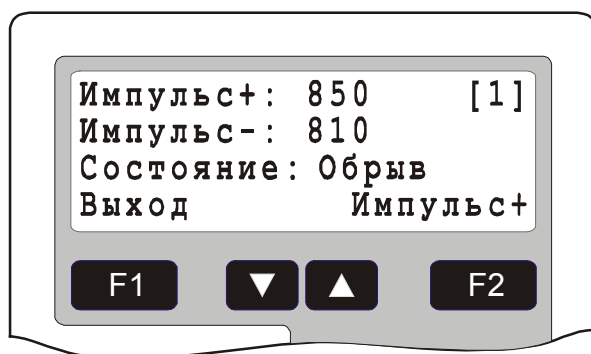 Импульс+: 850 [1]
Импульс-: 810
Состояние: Обрыв
Выход Импульс+
F1 ▼ ▲ F2